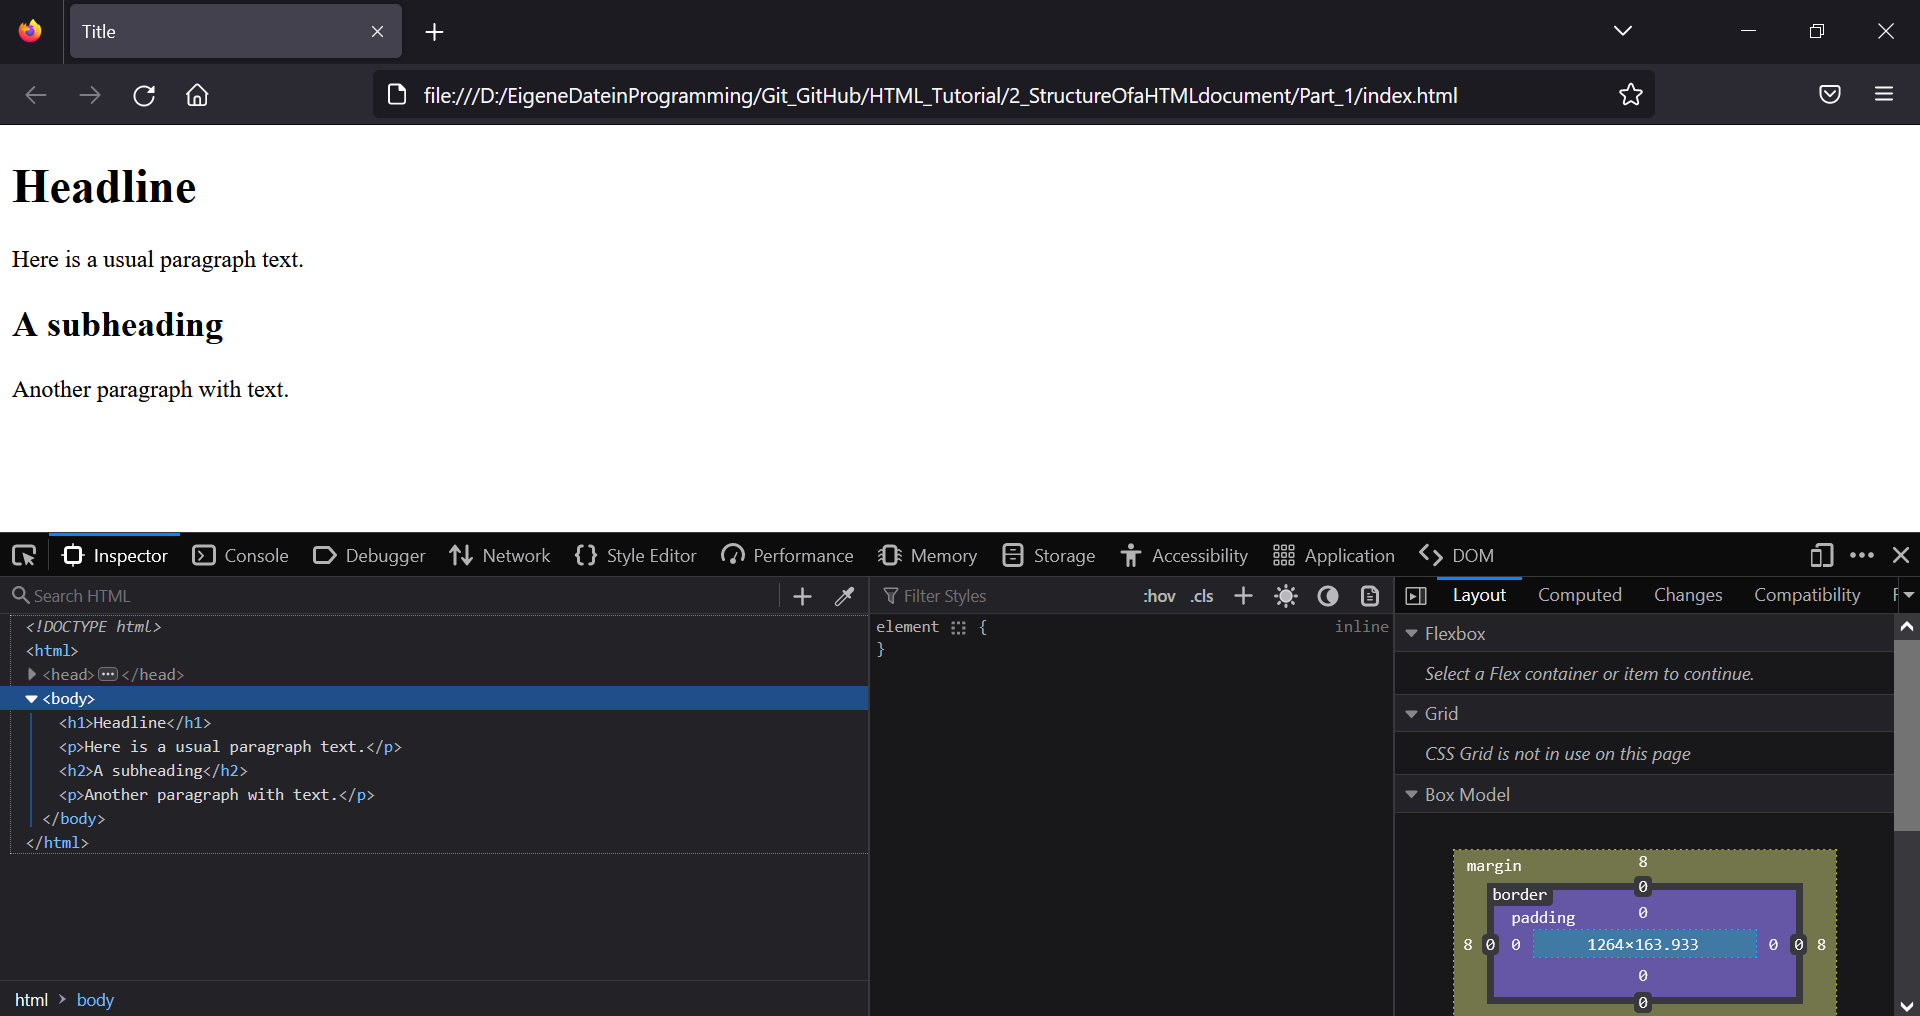 Title
file:///D:/EigeneDateinProgramming/Git_GitHub/HTML_Tutorial/2_StructureOfaHTMLdocument/Part_1/index.html
Headline
Here is a usual paragraph text.
A subheading
Another paragraph with text.
Inspector Console Debugger Network Style Editor Performance Memory Storage Accessibility Application DOM
Search HTML
<!DOCTYPE html>
<html>
<head> </head>
<body>
<h1>Headline</h1>
<p>Here is a usual paragraph text.</p>
<h2>A subheading</h2>
<p>Another paragraph with text.</p>
</body>
</html>
html > body
Filter Styles :hov .cls
element { inline
}
Layout Computed Changes Compatibility
Flexbox
Select a Flex container or item to continue.
Grid
CSS Grid is not in use on this page
Box Model
margin 8
border 0
padding 0
8 0 0 1264×163.933 0 0 8
0
0